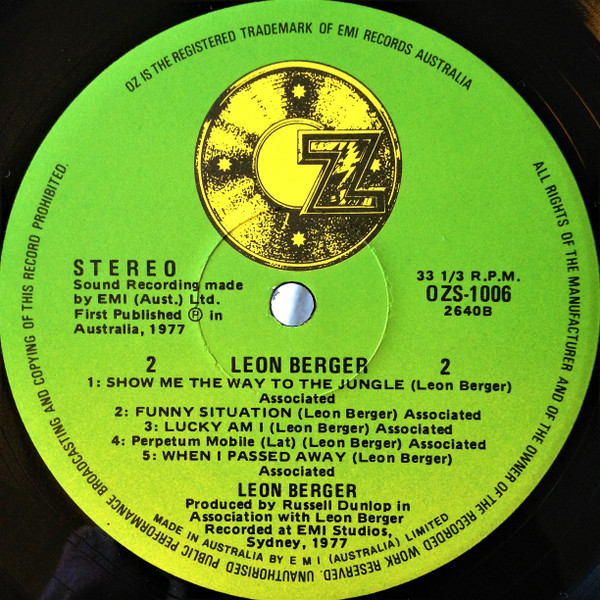 OZ IS THE REGISTERED TRADEMARK OF EMI RECORDS AUSTRALIA
OZ
STEREO
Sound Recording made
by EMI (Aust.) Ltd.
First Published Ⓟ in
Australia, 1977
33 1/3 R.P.M.
OZS-1006
2640B
2 LEON BERGER 2
1: SHOW ME THE WAY TO THE JUNGLE (Leon Berger)
Associated
2: FUNNY SITUATION (Leon Berger) Associated
3: LUCKY AM I (Leon Berger) Associated
4: Perpetum Mobile (Lat) (Leon Berger) Associated
5: WHEN I PASSED AWAY (Leon Berger)
Associated
LEON BERGER
Produced by Russell Dunlop in
Association with Leon Berger
Recorded at EMI Studios,
Sydney, 1977
MADE IN AUSTRALIA BY E M I (AUSTRALIA) LIMITED
ALL RIGHTS OF THE MANUFACTURER AND OF THE OWNER OF THE RECORDED WORK RESERVED. UNAUTHORISED PUBLIC PERFORMANCE BROADCASTING AND COPYING OF THIS RECORD PROHIBITED.